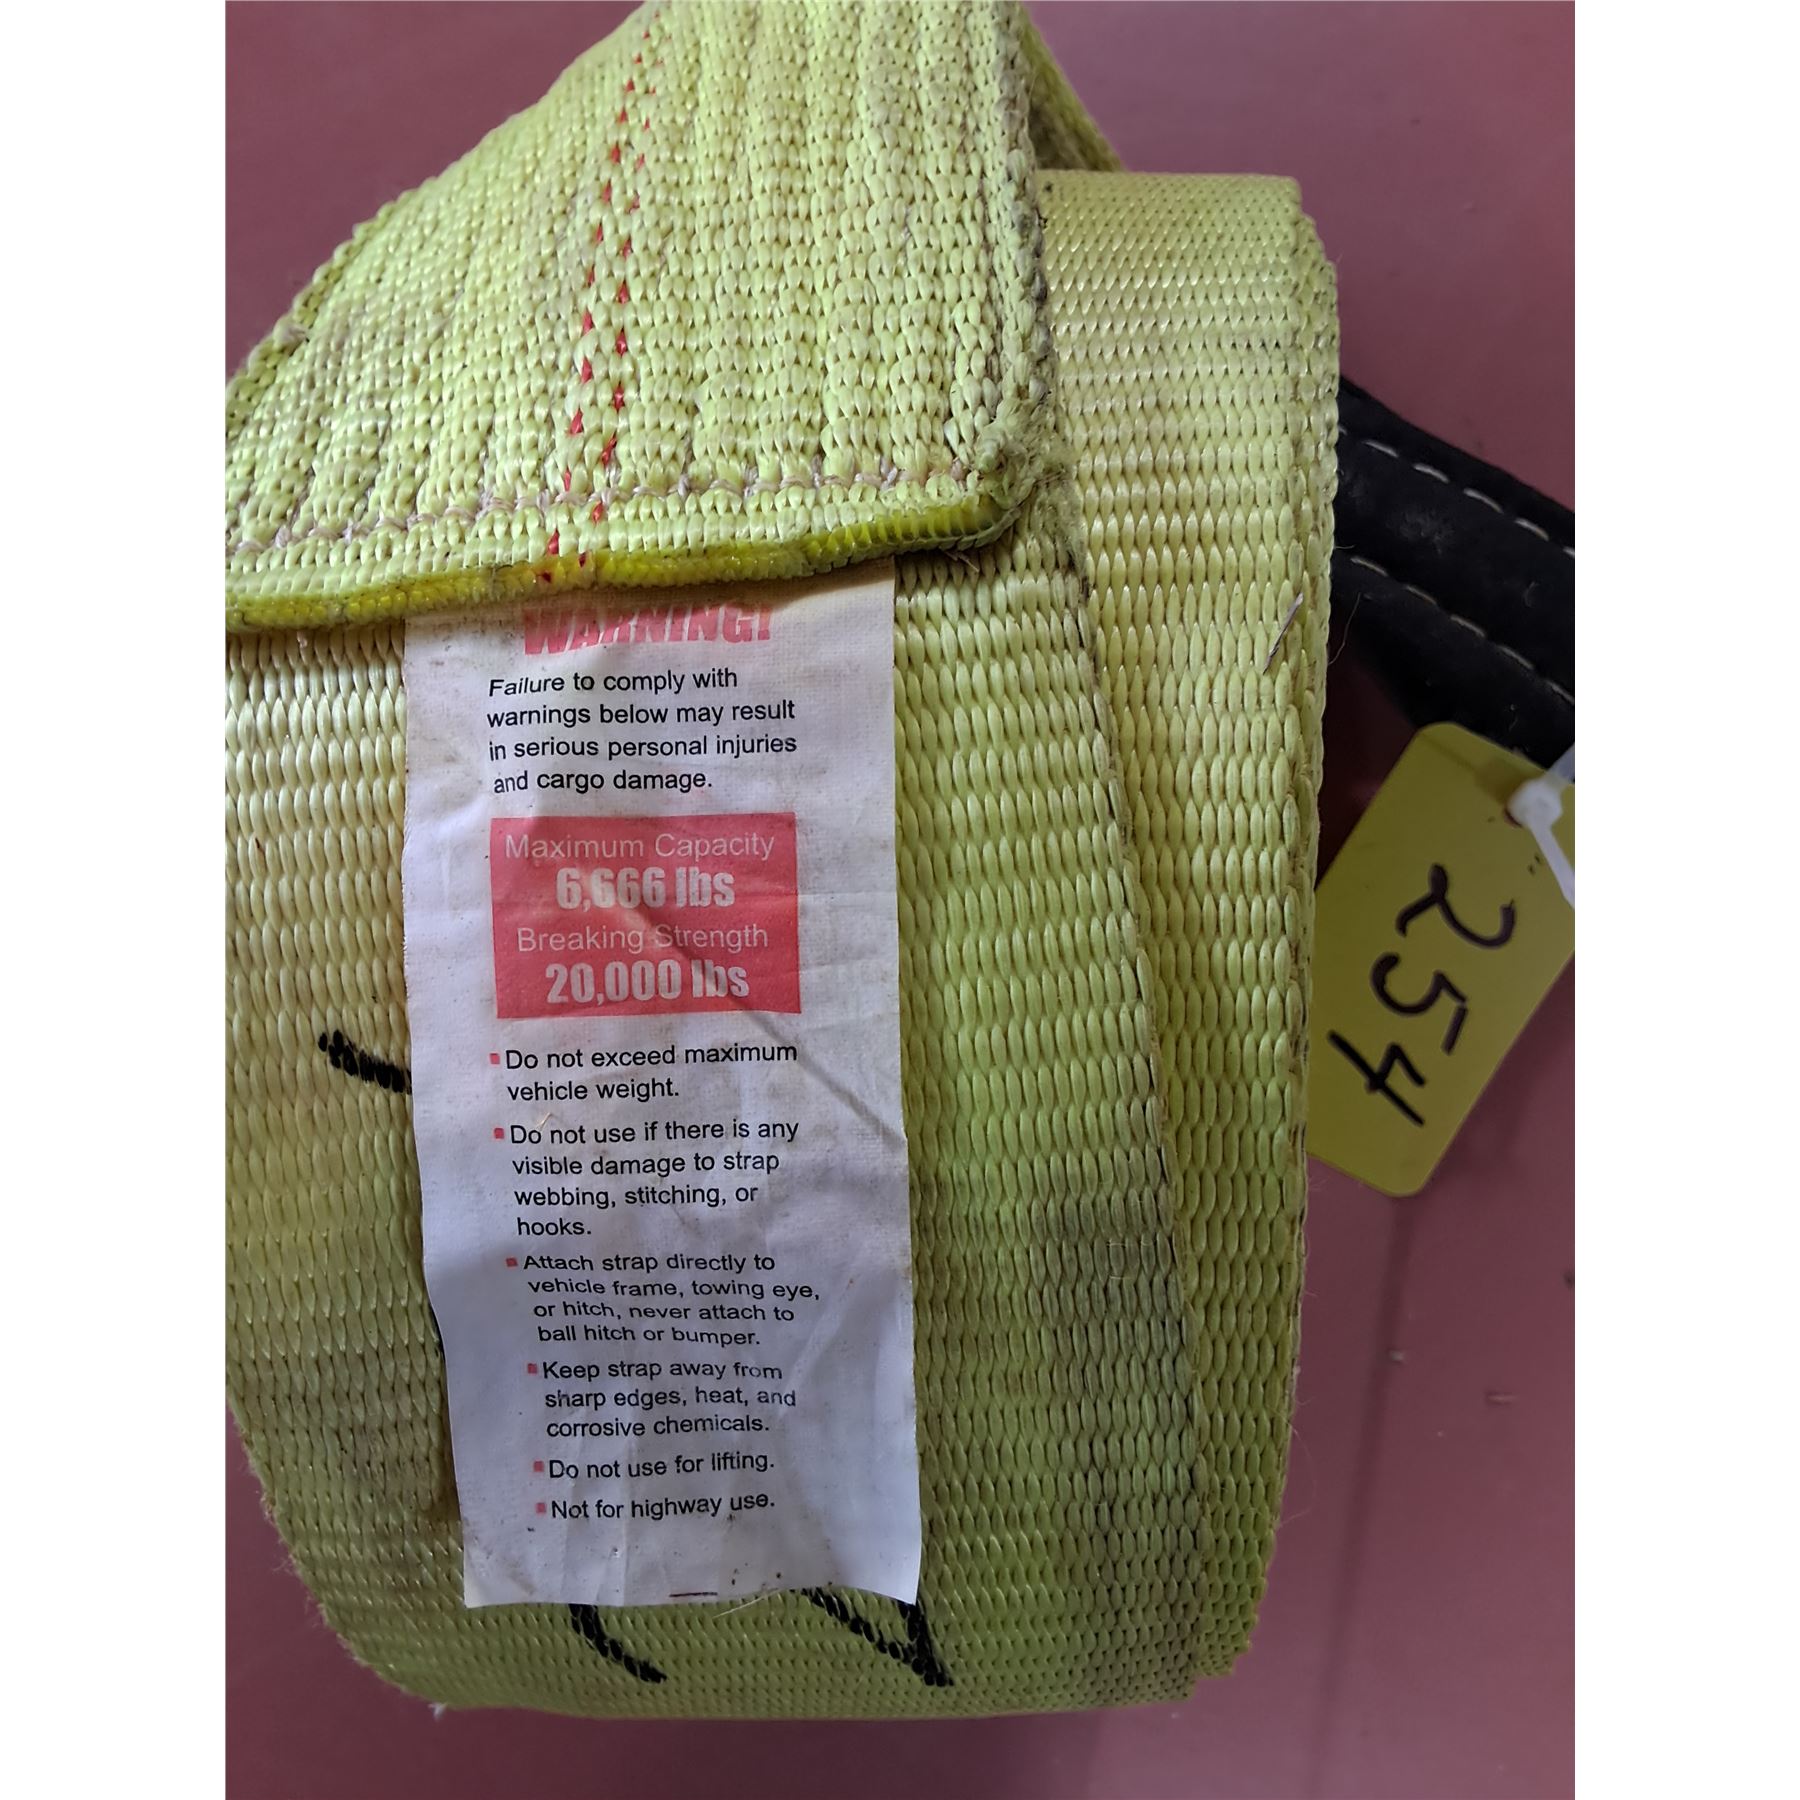 WARNING!
Failure to comply with
warnings below may result
in serious personal injuries
and cargo damage.
Maximum Capacity
6,666 lbs
Breaking Strength
20,000 lbs
Do not exceed maximum
vehicle weight.
Do not use if there is any
visible damage to strap
webbing, stitching, or
hooks.
Attach strap directly to
vehicle frame, towing eye,
or hitch, never attach to
ball hitch or bumper.
Keep strap away from
sharp edges, heat, and
corrosive chemicals.
Do not use for lifting.
Not for highway use.
254